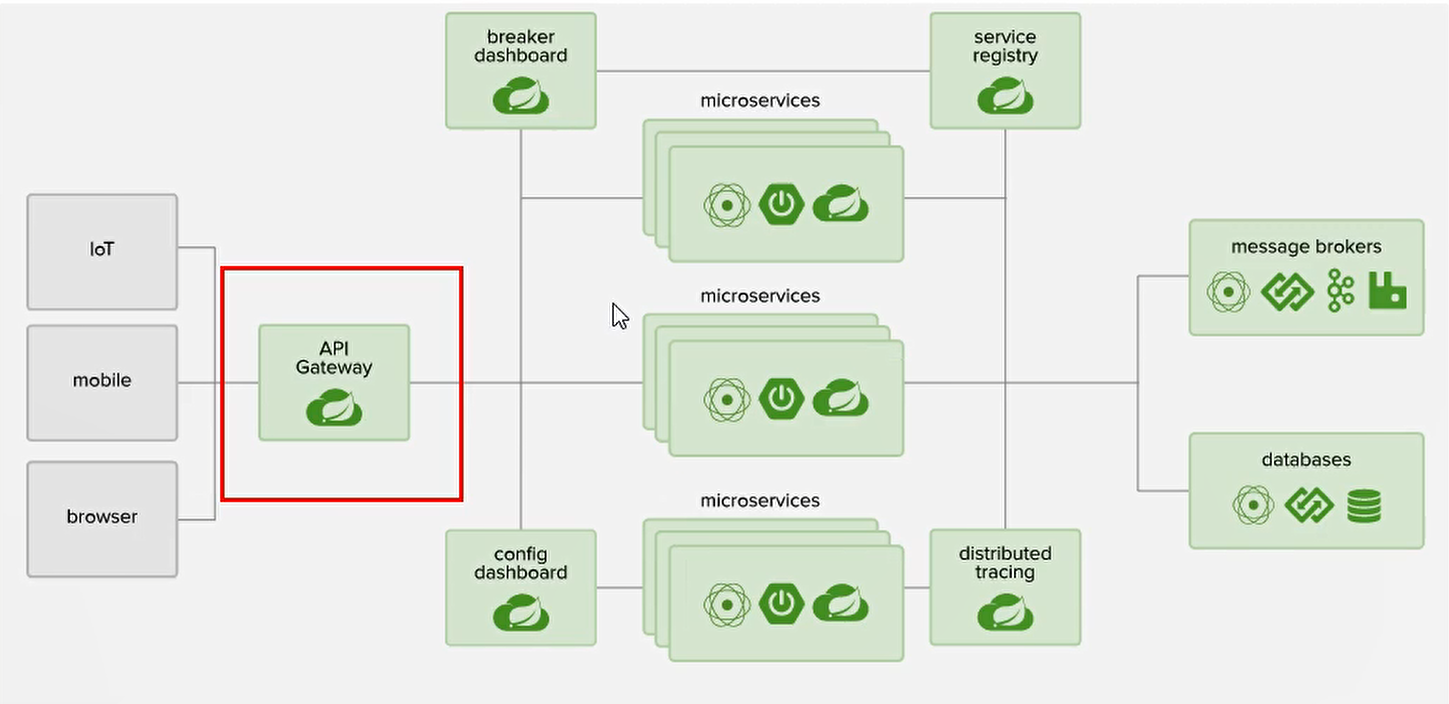 breaker
dashboard
service
registry
microservices
IoT
message brokers
microservices
API
Gateway
mobile
databases
microservices
browser
config
dashboard
distributed
tracing